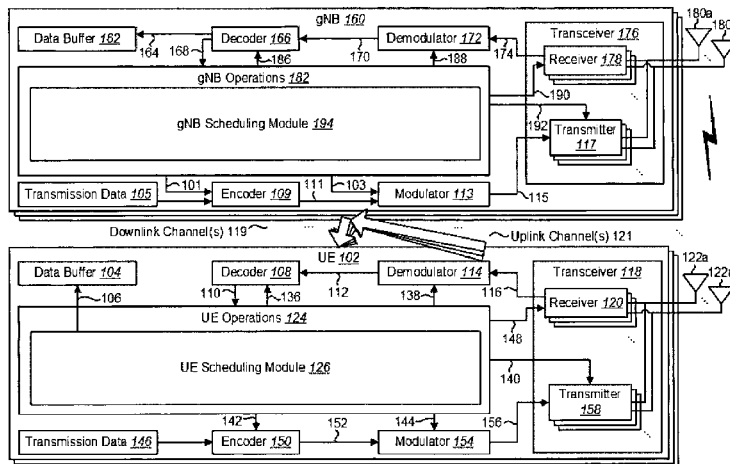 gNB 160
Transceiver 176
180a
180
Data Buffer 162
Decoder 166
Demodulator 172
Receiver 178
164
168
186
170
188
174
gNB Operations 182
190
gNB Scheduling Module 194
192
Transmitter
117
101
103
Transmission Data 105
Encoder 109
111
Modulator 113
115
Downlink Channel(s) 119
Uplink Channel(s) 121
UE 102
Transceiver 118
122a
122
Data Buffer 104
Decoder 108
Demodulator 114
Receiver 120
106
110
136
112
138
116
UE Operations 124
148
UE Scheduling Module 126
140
Transmitter
158
142
144
152
156
Transmission Data 146
Encoder 150
Modulator 154